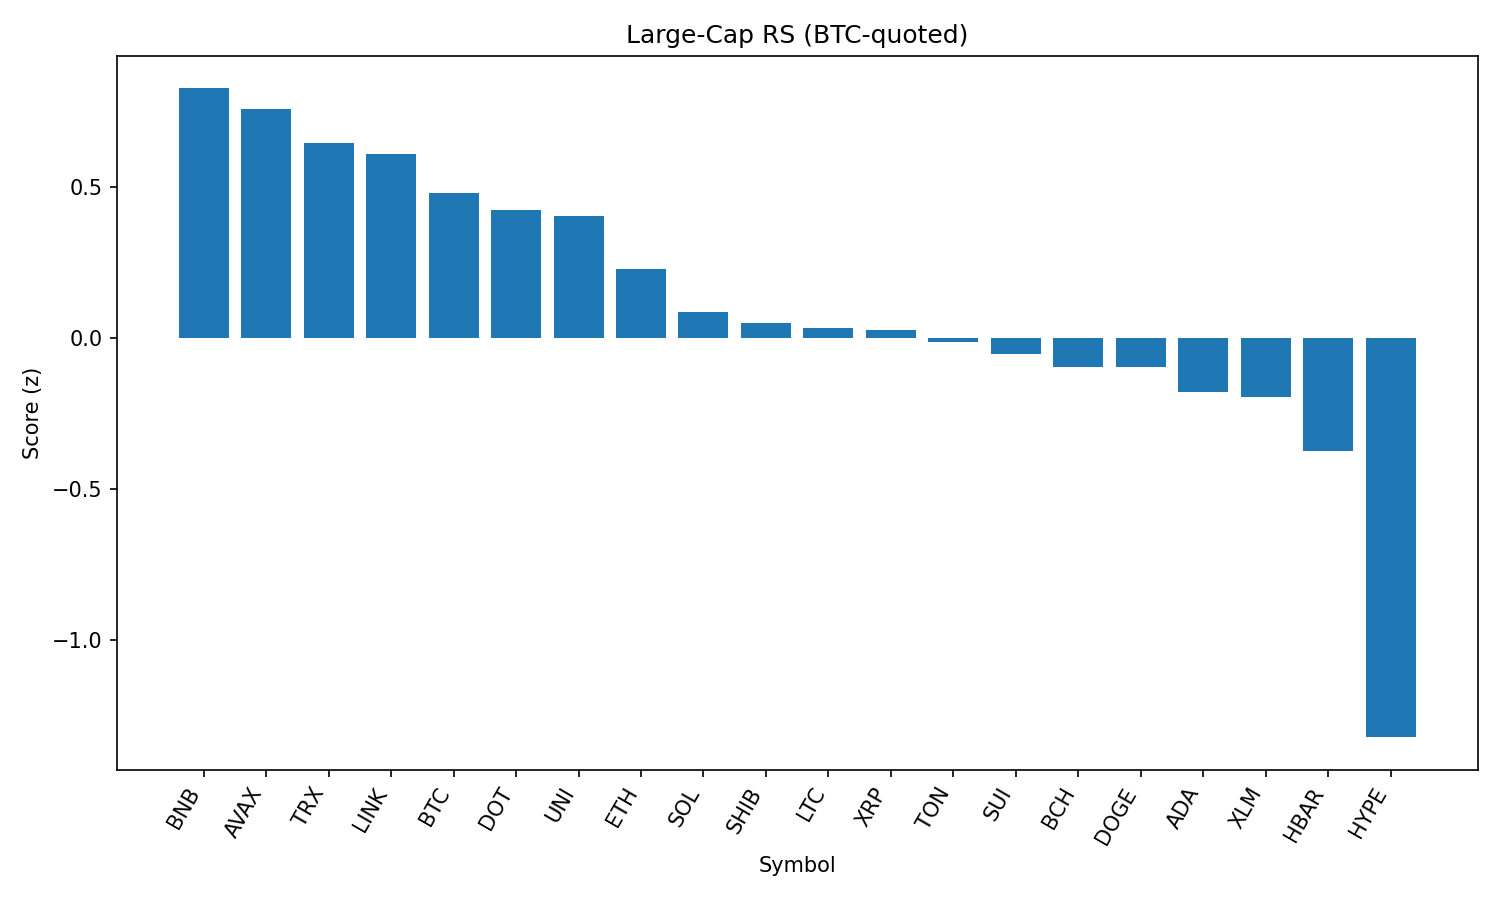 Large-Cap RS (BTC-quoted)
Score (z)
0.5
0.0
−0.5
−1.0
BNB
AVAX
TRX
LINK
BTC
DOT
UNI
ETH
SOL
SHIB
LTC
XRP
TON
SUI
BCH
DOGE
ADA
XLM
HBAR
HYPE
Symbol